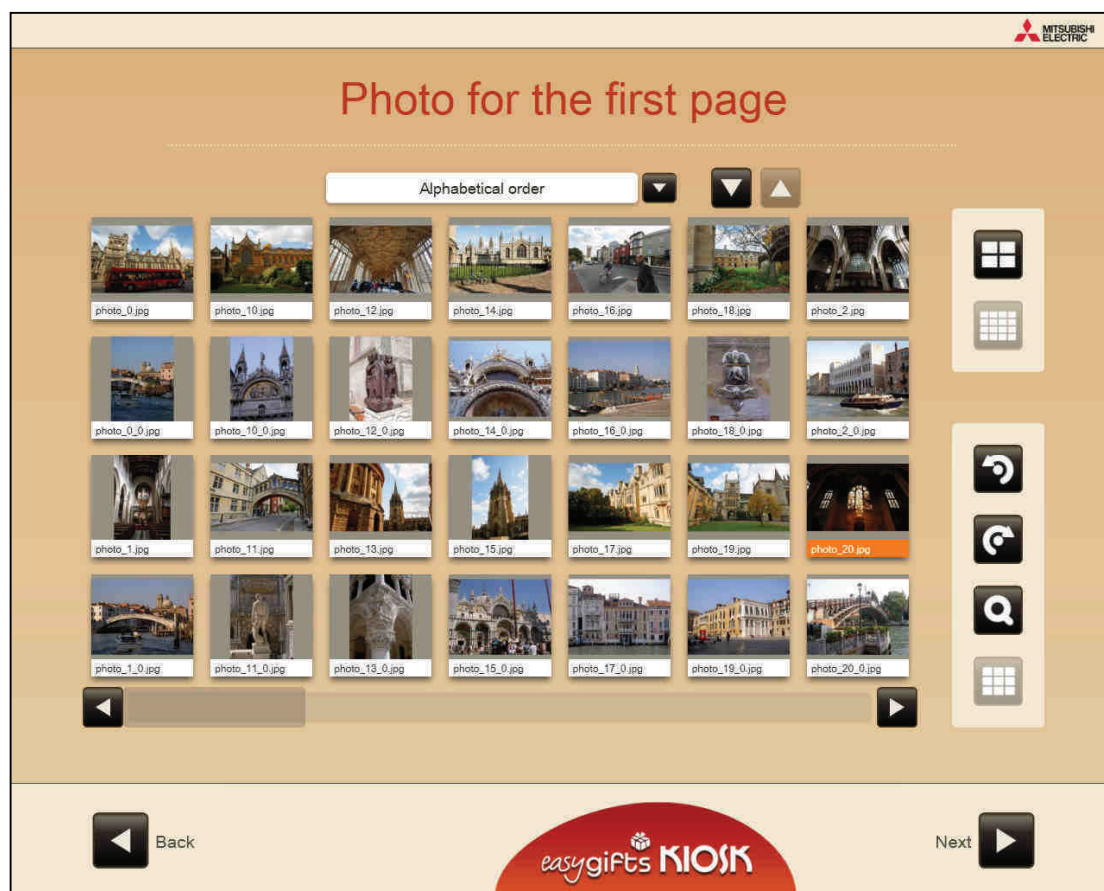 MITSUBISHI
ELECTRIC
Photo for the first page
Alphabetical order
photo_0.jpg photo_10.jpg photo_12.jpg photo_14.jpg photo_16.jpg photo_18.jpg photo_2.jpg
photo_0_0.jpg photo_10_0.jpg photo_12_0.jpg photo_14_0.jpg photo_16_0.jpg photo_18_0.jpg photo_2_0.jpg
photo_1.jpg photo_11.jpg photo_13.jpg photo_15.jpg photo_17.jpg photo_19.jpg photo_20.jpg
photo_1_0.jpg photo_11_0.jpg photo_13_0.jpg photo_15_0.jpg photo_17_0.jpg photo_19_0.jpg photo_20_0.jpg
Back
easygifts KIOSK
Next